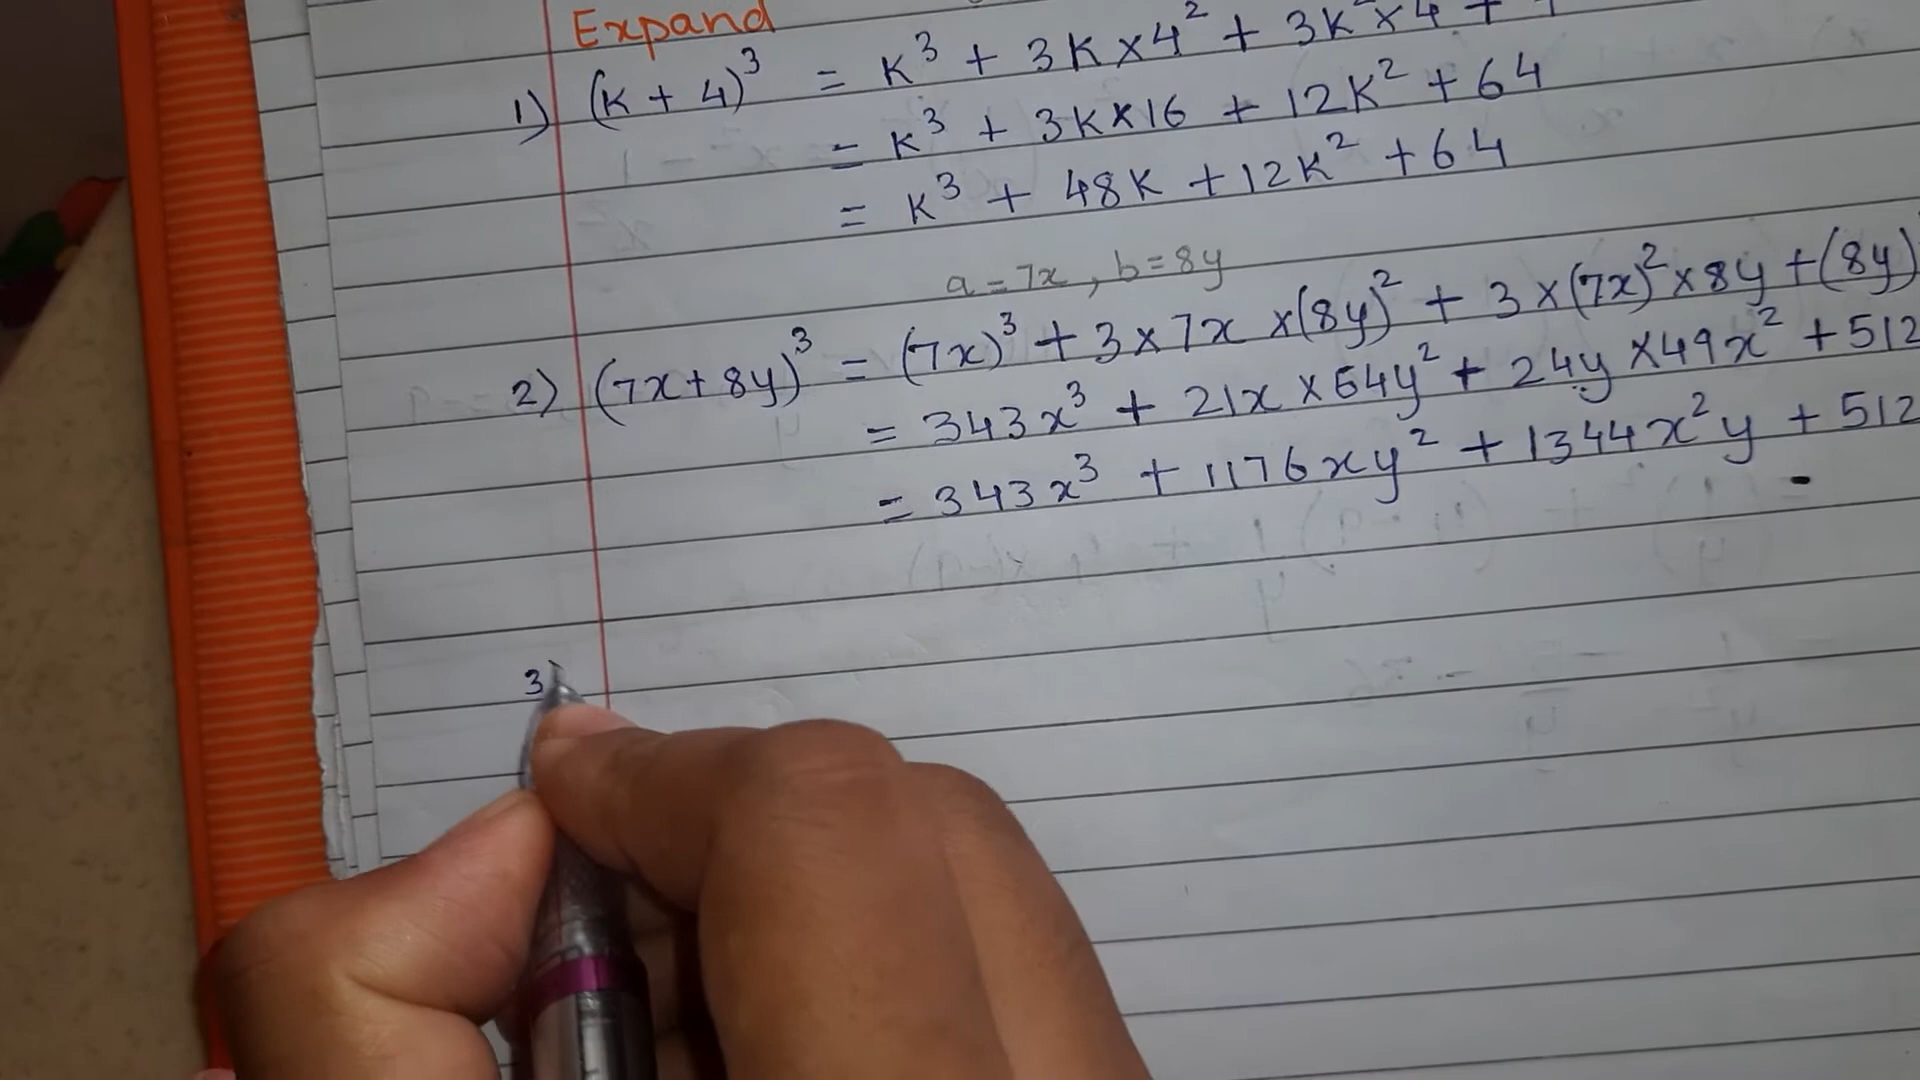 Expand
1) (k + 4)³ = k³ + 3k×4² + 3k²×4 +
= k³ + 3k×16 + 12k² + 64
= k³ + 48k + 12k² + 64
a = 7x, b = 8y
2) (7x + 8y)³ = (7x)³ + 3 × 7x × (8y)² + 3 × (7x)² × 8y + (8y)
= 343x³ + 21x × 64y² + 24y × 49x² + 512
= 343x³ + 1176xy² + 1344x²y + 512
3)